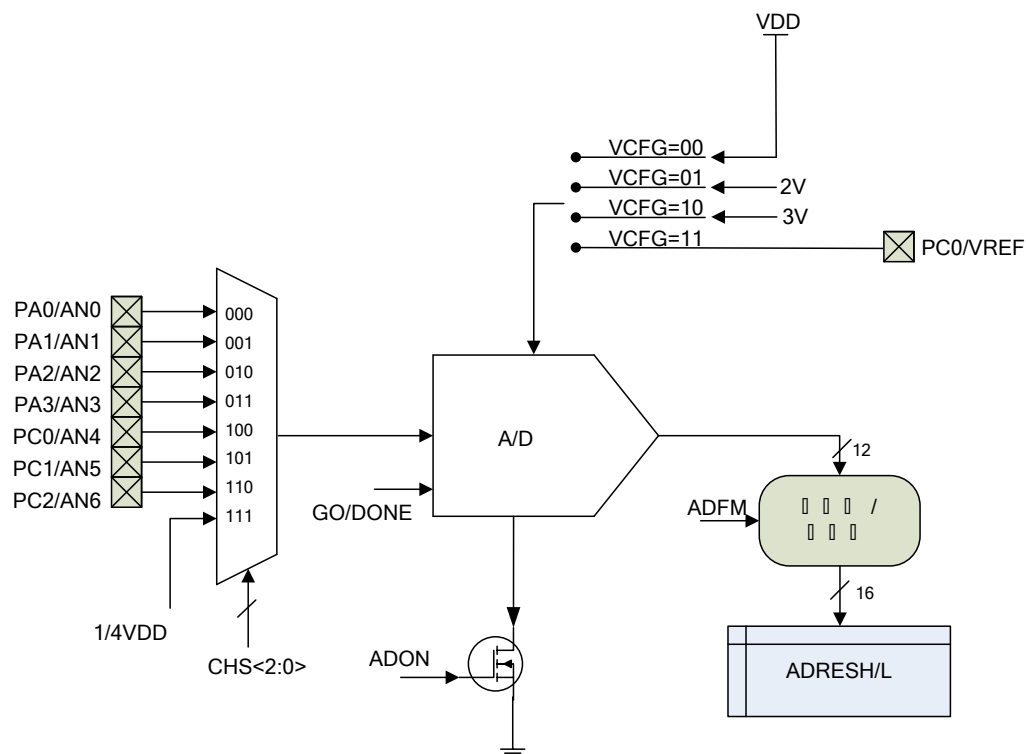 VDD
VCFG=00
VCFG=01
2V
VCFG=10
3V
VCFG=11
PC0/VREF
PA0/AN0
000
PA1/AN1
001
PA2/AN2
010
PA3/AN3
011
PC0/AN4
100
PC1/AN5
101
PC2/AN6
110
111
A/D
12
GO/DONE
ADFM
/
16
1/4VDD
CHS<2:0>
ADON
ADRESH/L